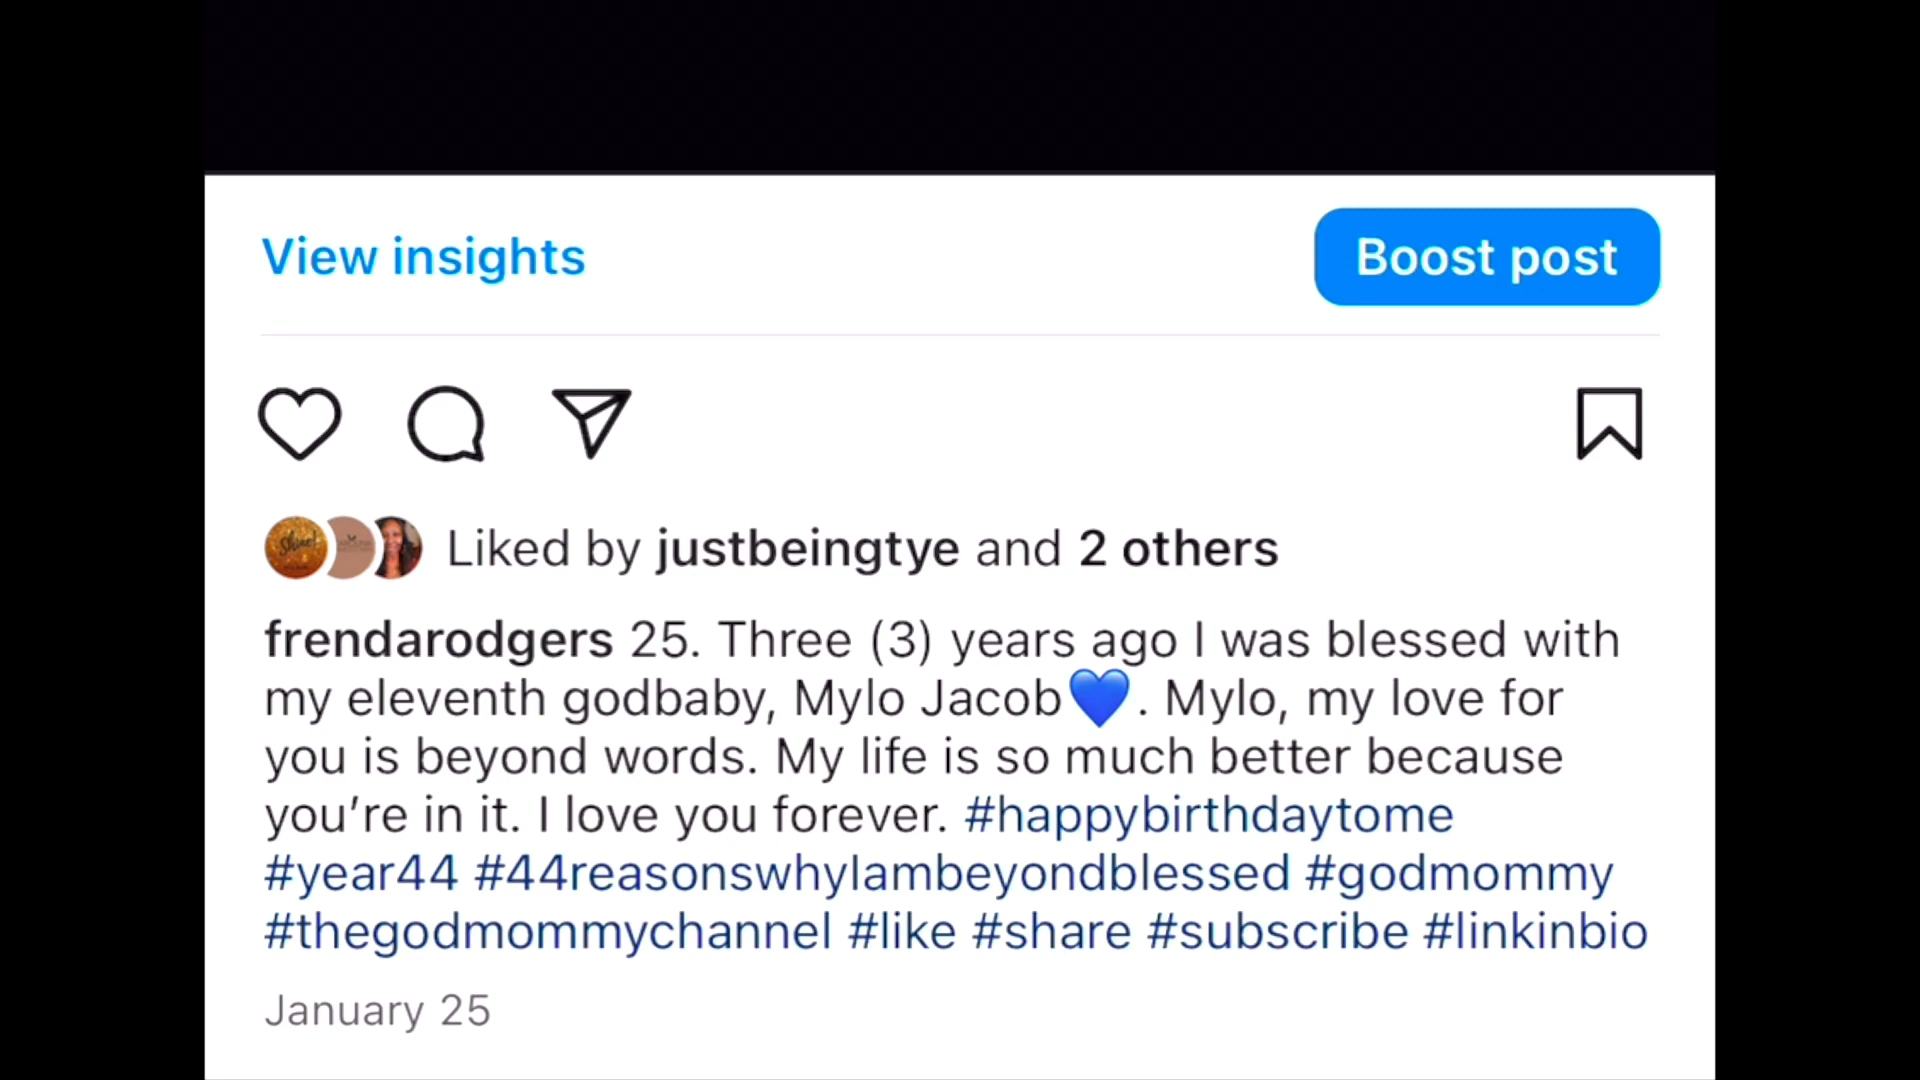 View insights
Boost post
Shine!
Liked by justbeingtye and 2 others
frendarodgers 25. Three (3) years ago I was blessed with
my eleventh godbaby, Mylo Jacob💙. Mylo, my love for
you is beyond words. My life is so much better because
you’re in it. I love you forever. #happybirthdaytome
#year44 #44reasonswhyIambeyondblessed #godmommy
#thegodmommychannel #like #share #subscribe #linkinbio
January 25